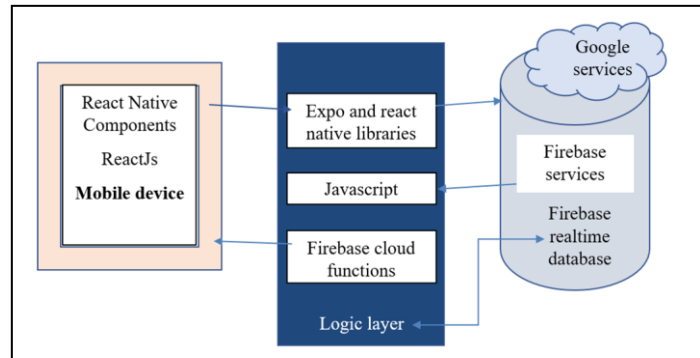 React Native
Components
ReactJs
Mobile device
Expo and react
native libraries
Javascript
Firebase cloud
functions
Logic layer
Google
services
Firebase
services
Firebase
realtime
database